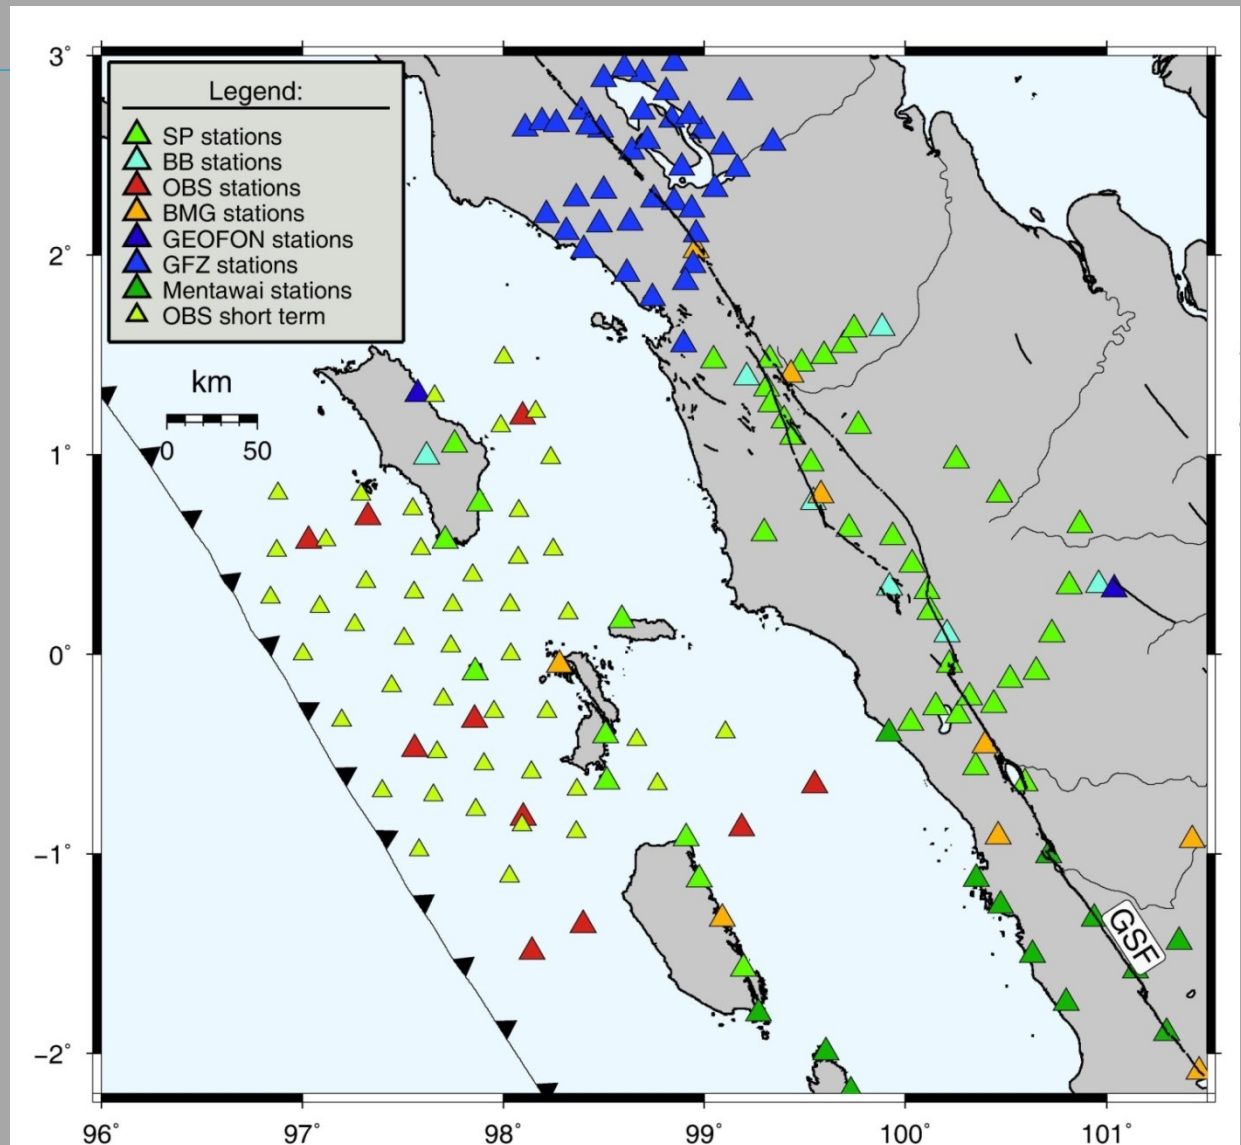 3°
Legend:
SP stations
BB stations
OBS stations
BMG stations
GEOFON stations
GFZ stations
Mentawai stations
OBS short term
2°
km
0 50
1°
0°
−1°
GSF
−2°
96° 97° 98° 99° 100° 101°